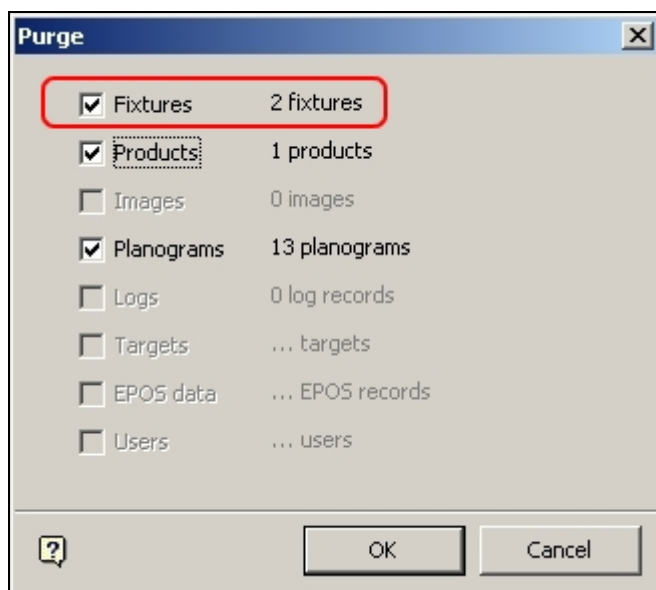 Purge
Fixtures 2 fixtures
Products 1 products
Images 0 images
Planograms 13 planograms
Logs 0 log records
Targets ... targets
EPOS data ... EPOS records
Users ... users
? OK Cancel